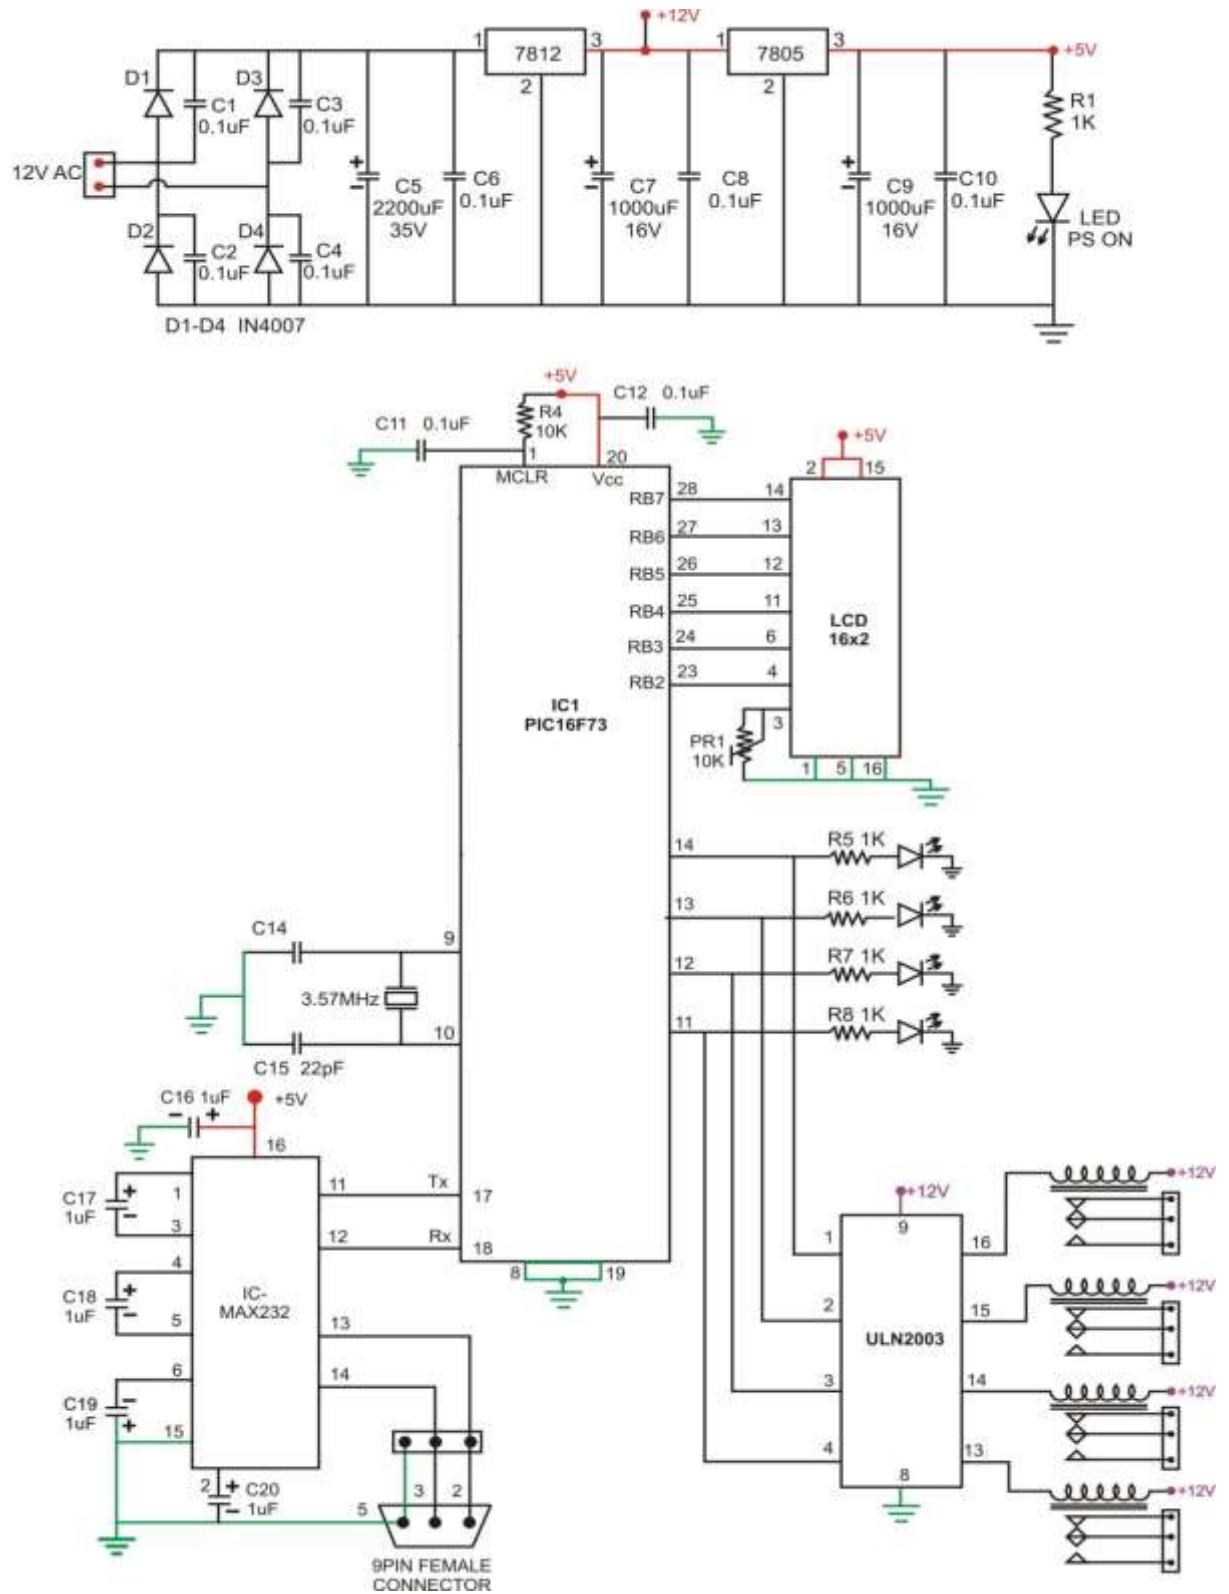 +12V
1
7812
3
2
1
7805
3
2
+5V
D1
C1
0.1uF
D3
C3
0.1uF
12V AC
D2
C2
0.1uF
D4
C4
0.1uF
C5
2200uF
35V
C6
0.1uF
C7
1000uF
16V
C8
0.1uF
C9
1000uF
16V
C10
0.1uF
R1
1K
LED
PS ON
D1-D4 IN4007
+5V
C11 0.1uF
R4
10K
C12 0.1uF
1
MCLR
20
Vcc
+5V
2
15
RB7
28
14
RB6
27
13
RB5
26
12
RB4
25
11
RB3
24
6
RB2
23
4
LCD
16x2
IC1
PIC16F73
3
PR1
10K
1
5
16
14
R5 1K
13
R6 1K
12
R7 1K
11
R8 1K
C14
9
3.57MHz
10
C15 22pF
C16 1uF
- +
+5V
16
C17
1uF
+
-
1
3
11
Tx
17
12
Rx
18
8
19
C18
1uF
+
-
4
5
IC-
MAX232
13
14
C19
1uF
-
+
6
15
2
+
-
C20
1uF
5
3
2
9PIN FEMALE
CONNECTOR
+12V
9
1
16
+12V
2
15
+12V
ULN2003
3
14
+12V
4
13
+12V
8